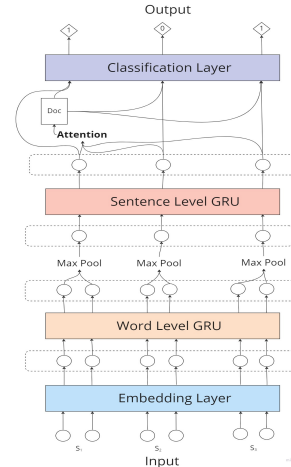 Output
1 0 1
Classification Layer
Doc
Attention
Sentence Level GRU
Max Pool Max Pool Max Pool
Word Level GRU
Embedding Layer
S₁ S₂ S₃
Input